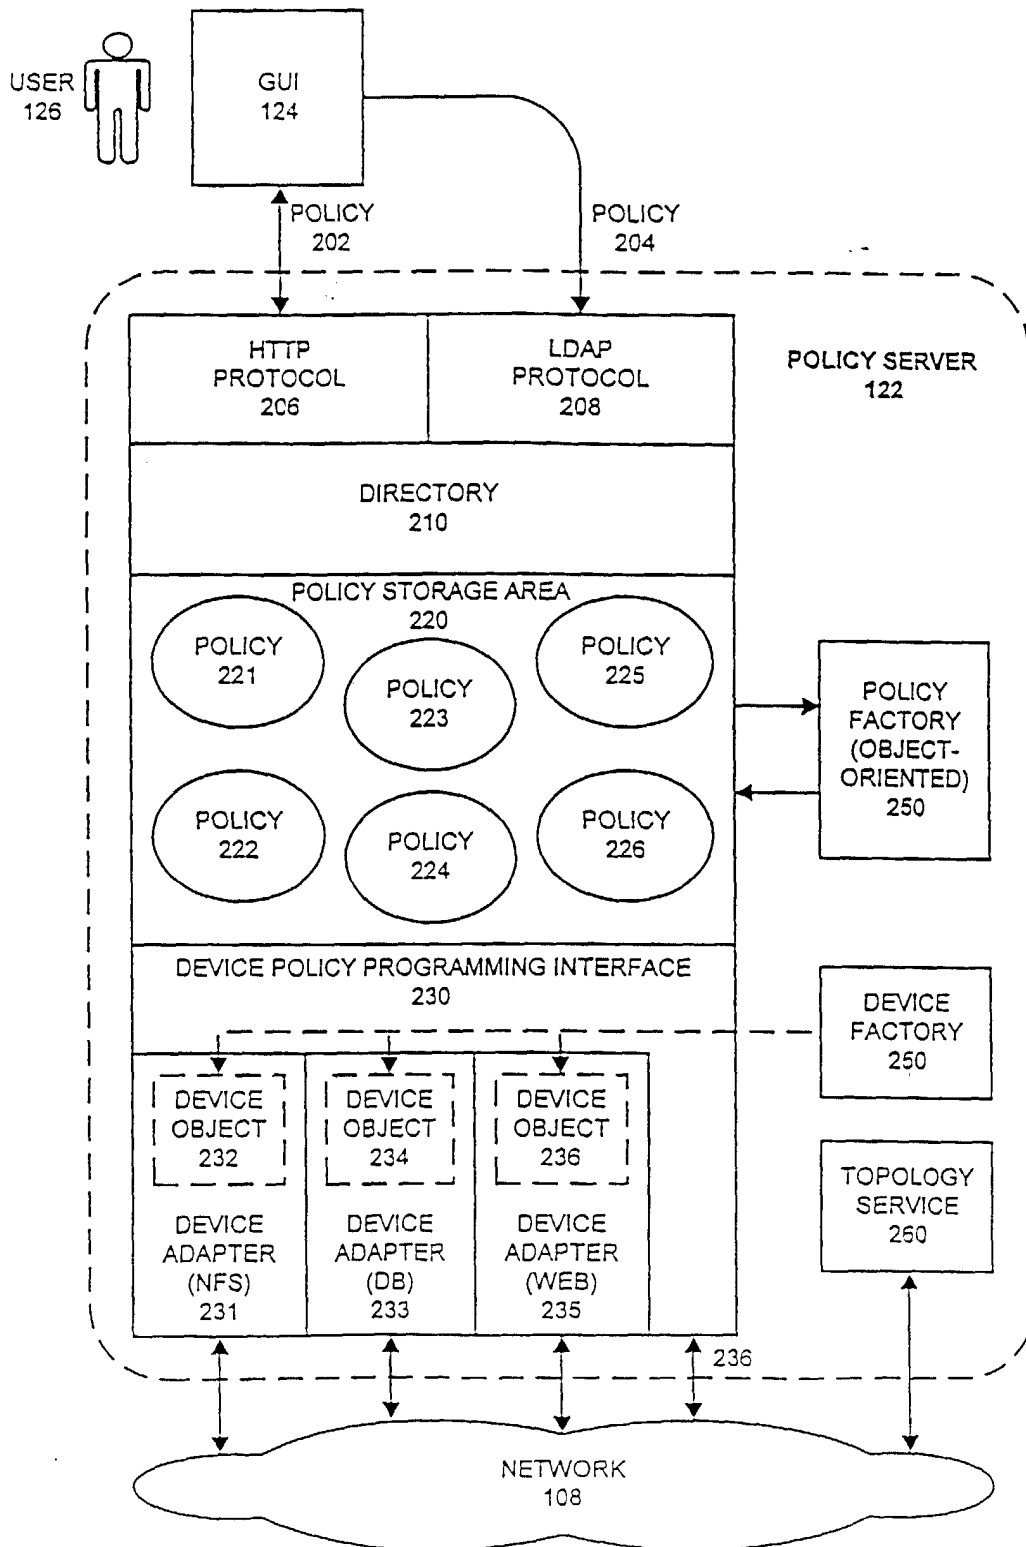 USER
126
GUI
124
POLICY
202
POLICY
204
HTTP
PROTOCOL
206
LDAP
PROTOCOL
208
POLICY SERVER
122
DIRECTORY
210
POLICY STORAGE AREA
220
POLICY
221
POLICY
223
POLICY
225
POLICY
222
POLICY
224
POLICY
226
POLICY
FACTORY
(OBJECT-
ORIENTED)
250
DEVICE POLICY PROGRAMMING INTERFACE
230
DEVICE
FACTORY
250
DEVICE
OBJECT
232
DEVICE
OBJECT
234
DEVICE
OBJECT
236
DEVICE
ADAPTER
(NFS)
231
DEVICE
ADAPTER
(DB)
233
DEVICE
ADAPTER
(WEB)
235
TOPOLOGY
SERVICE
260
236
NETWORK
108